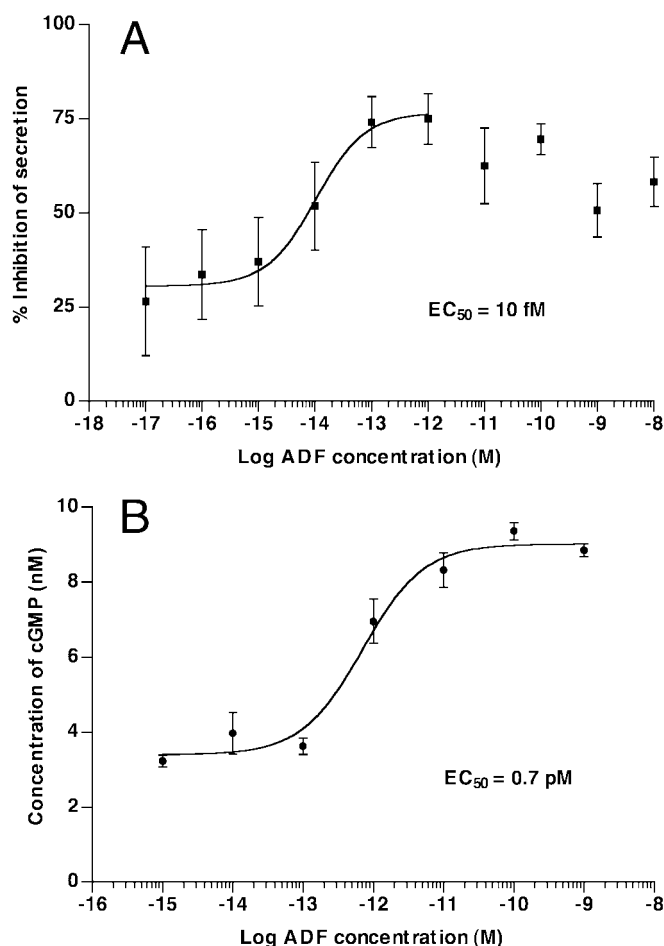 A
100
75
50
25
0
% Inhibition of secretion
EC50 = 10 fM
-18 -17 -16 -15 -14 -13 -12 -11 -10 -9 -8
Log ADF concentration (M)
B
10
8
6
4
2
0
Concentration of cGMP (nM)
EC50 = 0.7 pM
-16 -15 -14 -13 -12 -11 -10 -9 -8
Log ADF concentration (M)